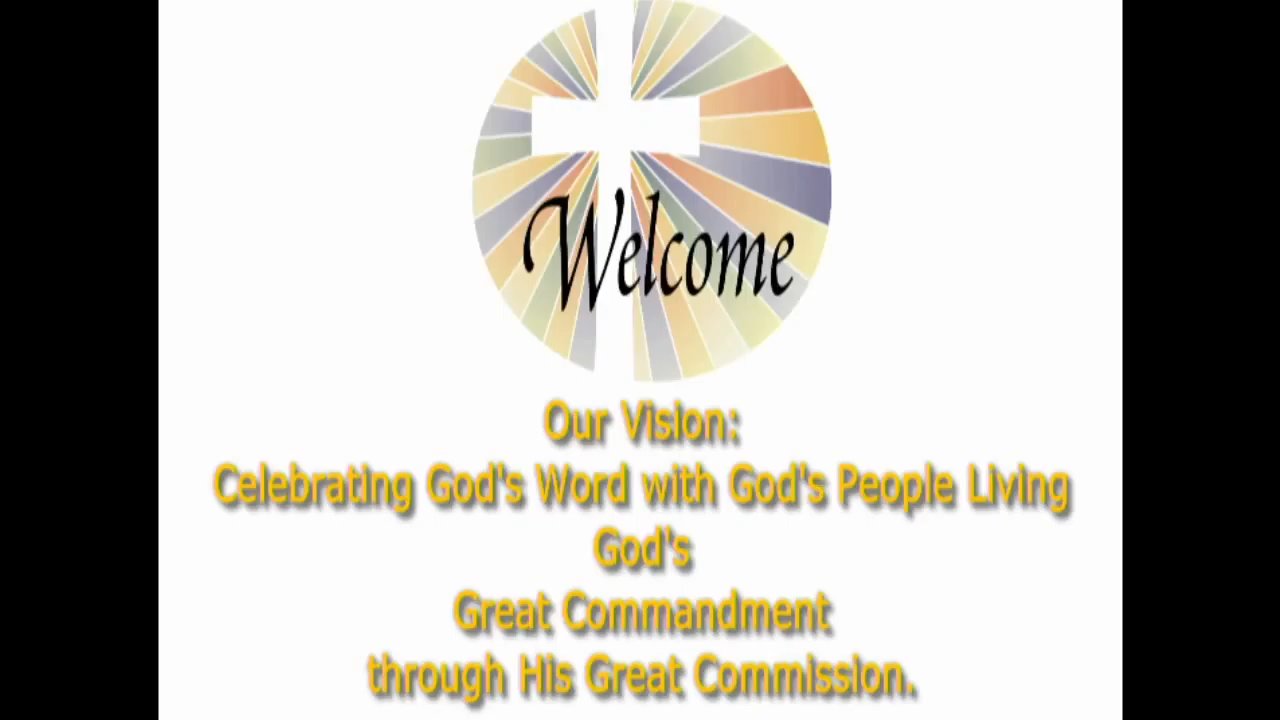 Welcome
Our Vision:
Celebrating God's Word with God's People Living
God's
Great Commandment
through His Great Commission.